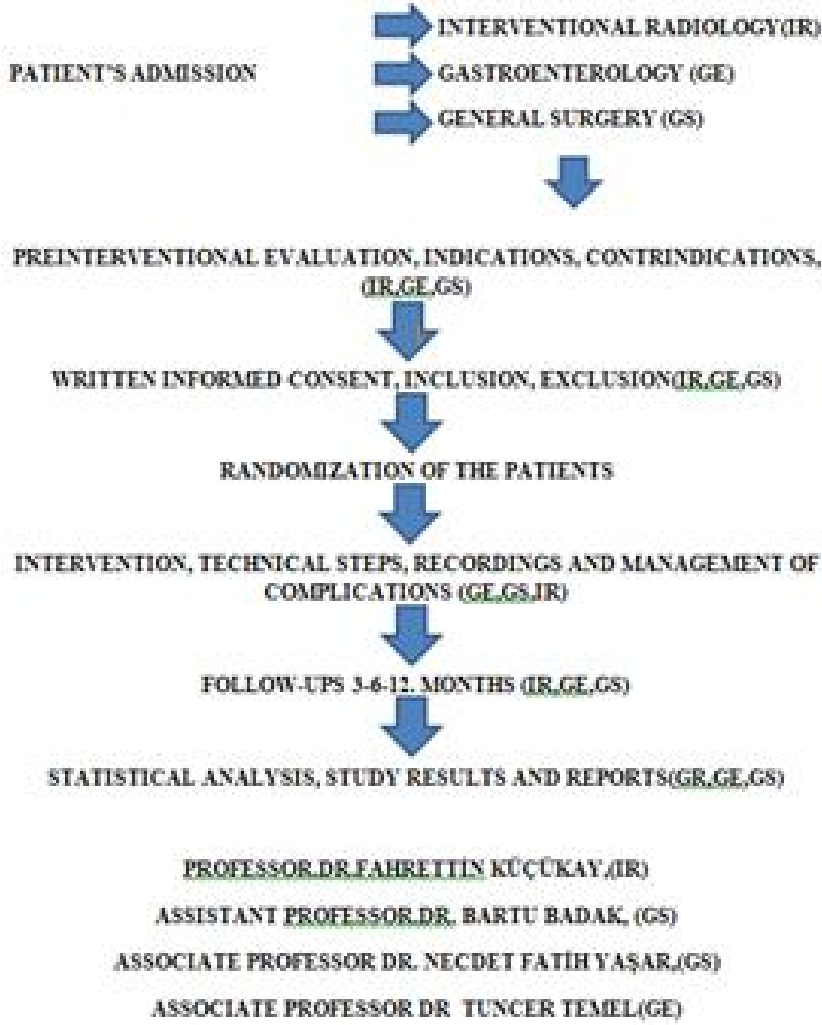 INTERVENTIONAL RADIOLOGY(IR)
PATIENT"S ADMISSION
GASTROENTEROLOGY (GE)
GENERAL SURGERY (GS)
PREINTERVENTIONAL EVALUATION, INDICATIONS, CONTRINDICATIONS,
(IR,GE,GS)
WRITTEN INFORMED CONSENT, INCLUSION, EXCLUSION(IR,GE,GS)
RANDOMIZATION OF THE PATIENTS
INTERVENTION, TECHNICAL STEPS, RECORDINGS AND MANAGEMENT OF
COMPLICATIONS (GE,GS,IR)
FOLLOW-UPS 3-6-12. MONTHS (IR,GE,GS)
STATISTICAL ANALYSIS, STUDY RESULTS AND REPORTS(GR,GE,GS)
PROFESSOR.DR.FAHRETTİN KÜÇÜKAY,(IR)
ASSISTANT PROFESSOR.DR. BARTU BADAK, (GS)
ASSOCIATE PROFESSOR DR. NECDET FATİH YAŞAR,(GS)
ASSOCIATE PROFESSOR DR TUNCER TEMEL(GE)